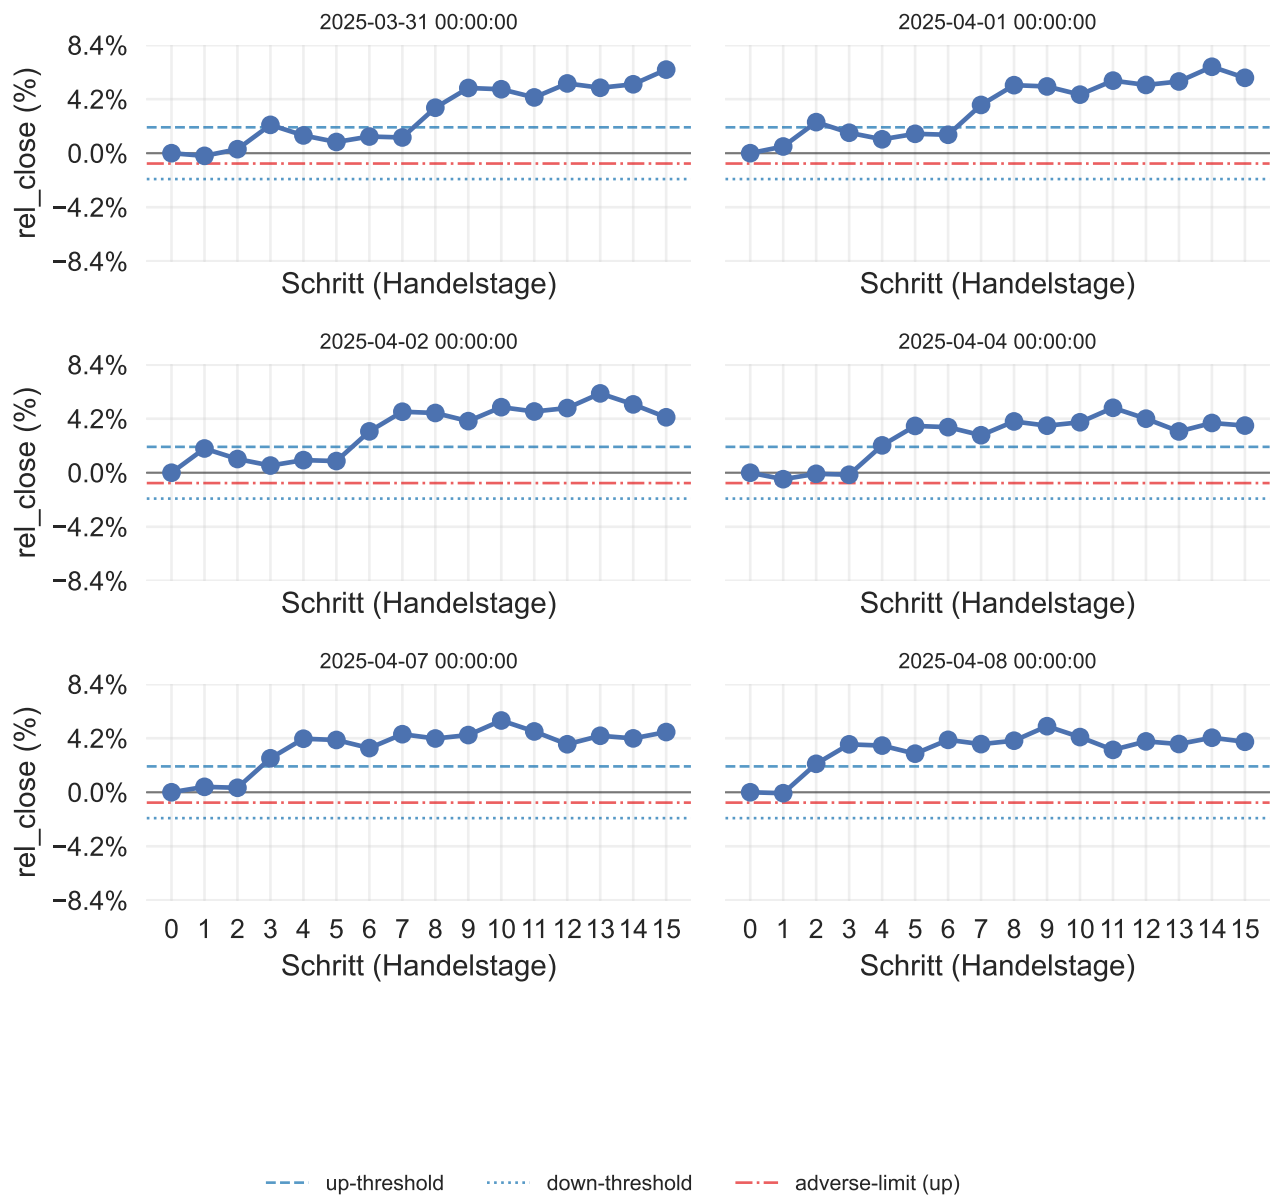 2025-03-31 00:00:00
2025-04-01 00:00:00
8.4%
4.2%
0.0%
−4.2%
−8.4%
rel_close (%)
Schritt (Handelstage)
Schritt (Handelstage)
2025-04-02 00:00:00
2025-04-04 00:00:00
8.4%
4.2%
0.0%
−4.2%
−8.4%
rel_close (%)
Schritt (Handelstage)
Schritt (Handelstage)
2025-04-07 00:00:00
2025-04-08 00:00:00
8.4%
4.2%
0.0%
−4.2%
−8.4%
rel_close (%)
0 1 2 3 4 5 6 7 8 9 10 11 12 13 14 15
0 1 2 3 4 5 6 7 8 9 10 11 12 13 14 15
Schritt (Handelstage)
Schritt (Handelstage)
up-threshold
down-threshold
adverse-limit (up)